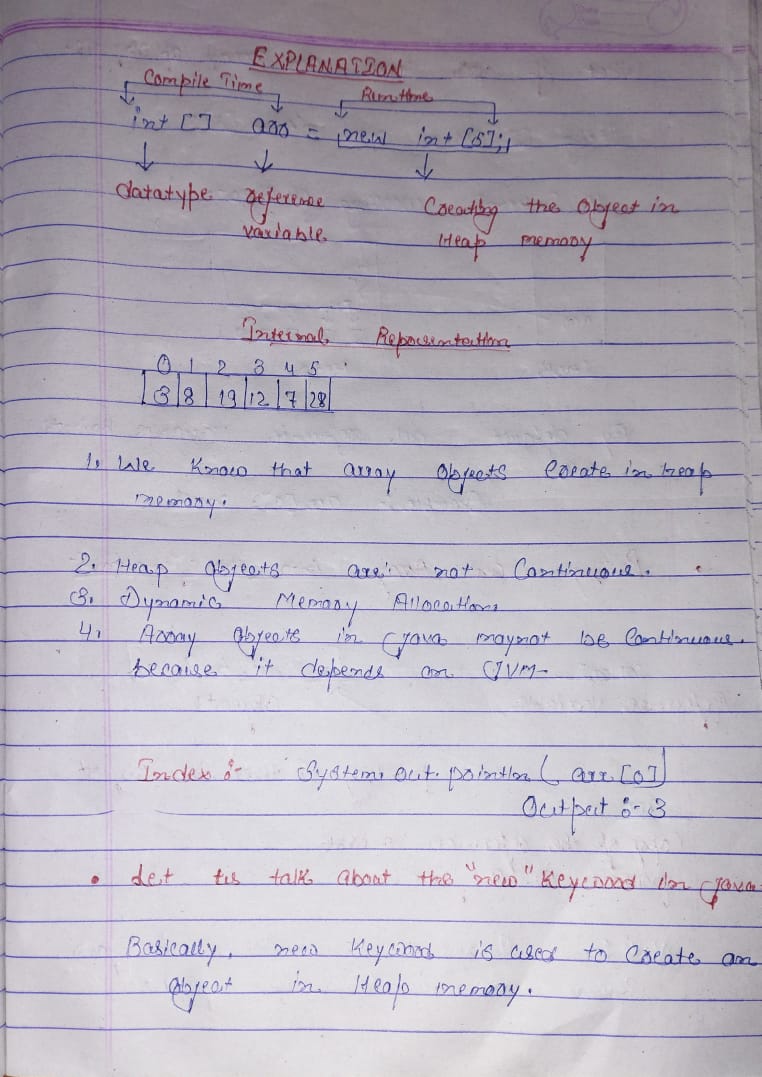 EXPLANATION
Compile Time Runtime
int [] arr = new int [5];
datatype reference variable Creating the object in Heap memory
Internal Representation
0 1 2 3 4 5
3 8 19 12 7 28
1. We Know that array objects Create in heap
memory.
2. Heap objects are not Continuous.
3. Dynamic Memory Allocation
4. Array objects in Java maynot be Continuous.
because it depends on JVM
Index :- System. out. println ( arr [0]
Output :- 3
• Let us talk about the "new" Keyword in Java
Basically, new Keyword is used to Create an
object in Heap memory.